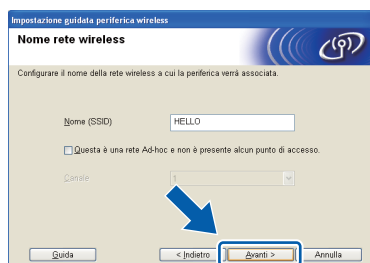 Impostazione guidata periferica wireless
Nome rete wireless
Configurare il nome della rete wireless a cui la periferica verrà associata.
Nome (SSID) HELLO
Questa è una rete Ad-hoc e non è presente alcun punto di accesso.
Canale 1
Guida < Indietro Avanti > Annulla